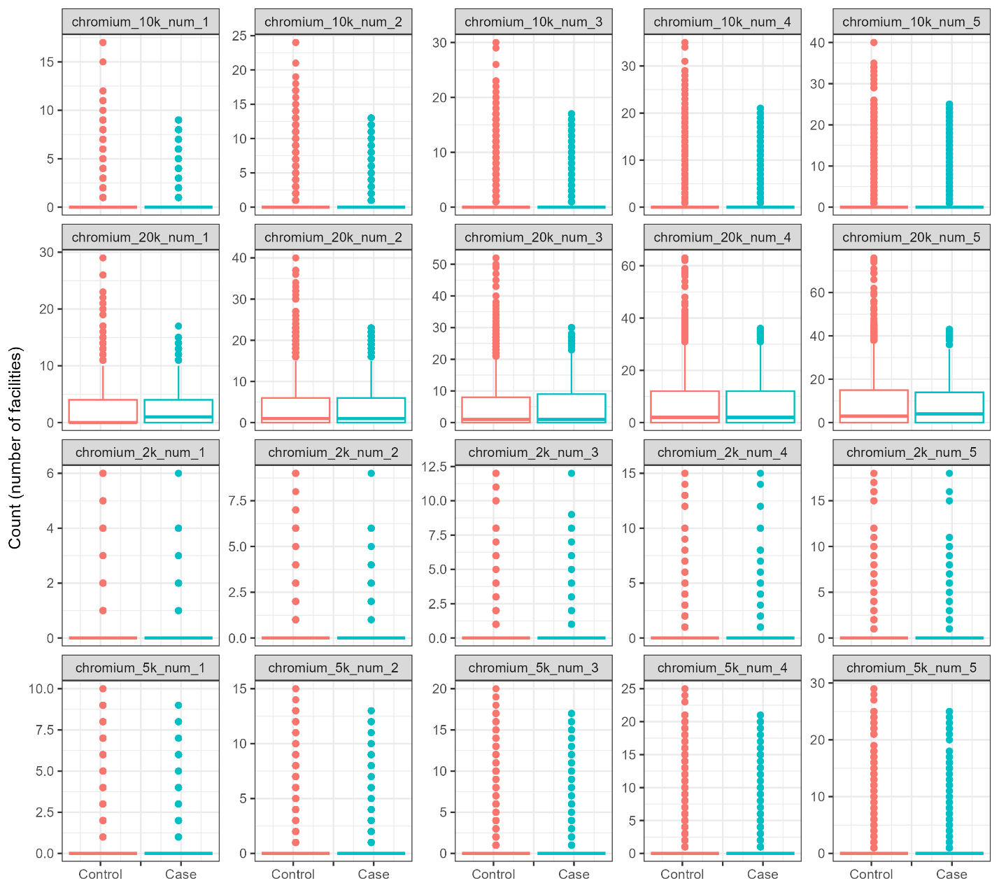 chromium_10k_num_1 chromium_10k_num_2 chromium_10k_num_3 chromium_10k_num_4 chromium_10k_num_5
15 10 5 0
25 20 15 10 5 0
30 20 10 0
30 20 10 0
40 30 20 10 0
chromium_20k_num_1 chromium_20k_num_2 chromium_20k_num_3 chromium_20k_num_4 chromium_20k_num_5
30 20 10 0
40 30 20 10 0
50 40 30 20 10 0
60 40 20 0
60 40 20 0
Count (number of facilities)
chromium_2k_num_1 chromium_2k_num_2 chromium_2k_num_3 chromium_2k_num_4 chromium_2k_num_5
6 4 2 0
7.5 5.0 2.5 0.0
12.5 10.0 7.5 5.0 2.5 0.0
15 10 5 0
15 10 5 0
chromium_5k_num_1 chromium_5k_num_2 chromium_5k_num_3 chromium_5k_num_4 chromium_5k_num_5
10.0 7.5 5.0 2.5 0.0
15 10 5 0
20 15 10 5 0
25 20 15 10 5 0
30 20 10 0
Control Case Control Case Control Case Control Case Control Case